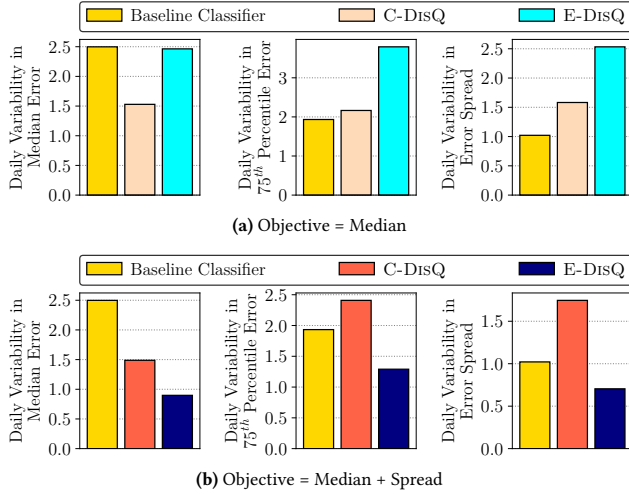 Baseline Classifier C-DISQ E-DISQ
Daily Variability in
Median Error
2.5
2.0
1.5
1.0
0.5
0.0
Daily Variability in
75th Percentile Error
3
2
1
0
Daily Variability in
Error Spread
2.5
2.0
1.5
1.0
0.5
0.0
(a) Objective = Median
Baseline Classifier C-DISQ E-DISQ
Daily Variability in
Median Error
2.5
2.0
1.5
1.0
0.5
0.0
Daily Variability in
75th Percentile Error
2.5
2.0
1.5
1.0
0.5
0.0
Daily Variability in
Error Spread
1.5
1.0
0.5
0.0
(b) Objective = Median + Spread